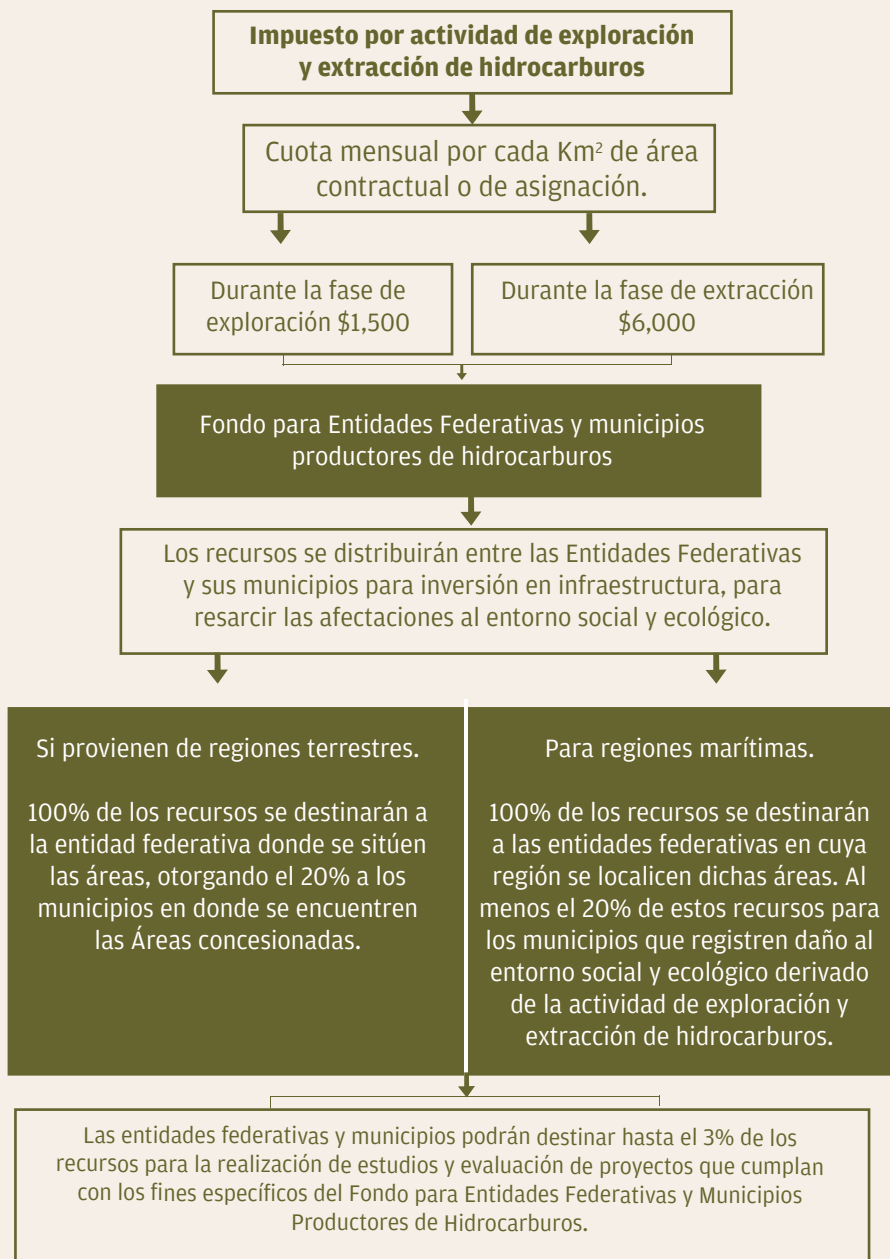 Impuesto por actividad de exploración
y extracción de hidrocarburos
Cuota mensual por cada Km² de área
contractual o de asignación.
Durante la fase de
exploración $1,500
Durante la fase de extracción
$6,000
Fondo para Entidades Federativas y municipios
productores de hidrocarburos
Los recursos se distribuirán entre las Entidades Federativas
y sus municipios para inversión en infraestructura, para
resarcir las afectaciones al entorno social y ecológico.
Si provienen de regiones terrestres.
100% de los recursos se destinarán a
la entidad federativa donde se sitúen
las áreas, otorgando el 20% a los
municipios en donde se encuentren
las Áreas concesionadas.
Para regiones marítimas.
100% de los recursos se destinarán
a las entidades federativas en cuya
región se localicen dichas áreas. Al
menos el 20% de estos recursos para
los municipios que registren daño al
entorno social y ecológico derivado
de la actividad de exploración y
extracción de hidrocarburos.
Las entidades federativas y municipios podrán destinar hasta el 3% de los
recursos para la realización de estudios y evaluación de proyectos que cumplan
con los fines específicos del Fondo para Entidades Federativas y Municipios
Productores de Hidrocarburos.